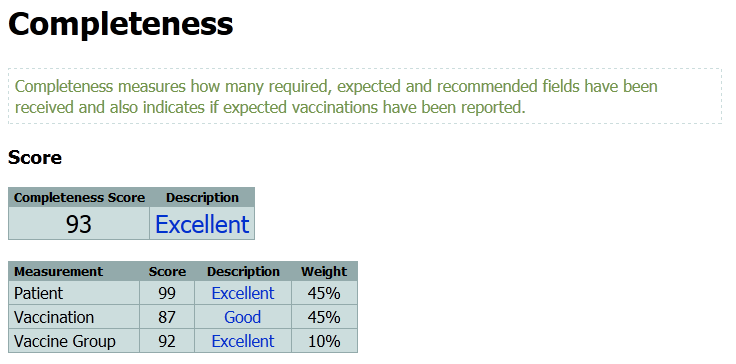 Completeness
Completeness measures how many required, expected and recommended fields have been
received and also indicates if expected vaccinations have been reported.
Score
Completeness Score Description
93 Excellent
Measurement Score Description Weight
Patient 99 Excellent 45%
Vaccination 87 Good 45%
Vaccine Group 92 Excellent 10%